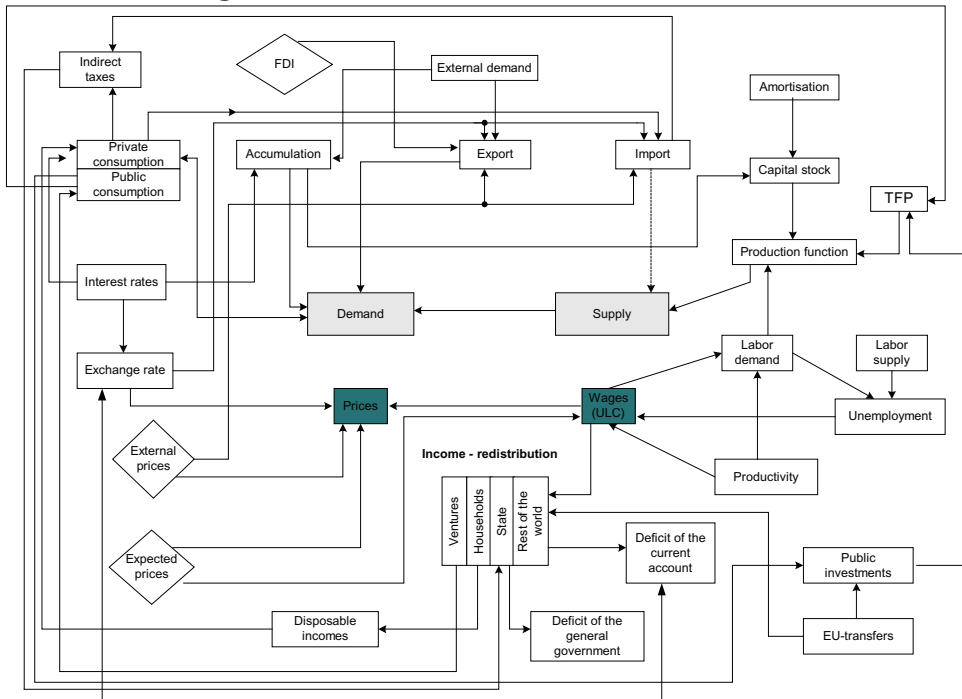 Indirect
taxes
FDI
External demand
Amortisation
Private
consumption
Public
consumption
Accumulation
Export
Import
Capital stock
TFP
Production function
Interest rates
Demand
Supply
Labor
demand
Labor
supply
Exchange rate
Prices
Wages
(ULC)
Unemployment
External
prices
Income - redistribution
Productivity
Ventures
Households
State
Rest of the
world
Expected
prices
Deficit of the
current
account
Public
investments
Disposable
incomes
Deficit of the
general
government
EU-transfers